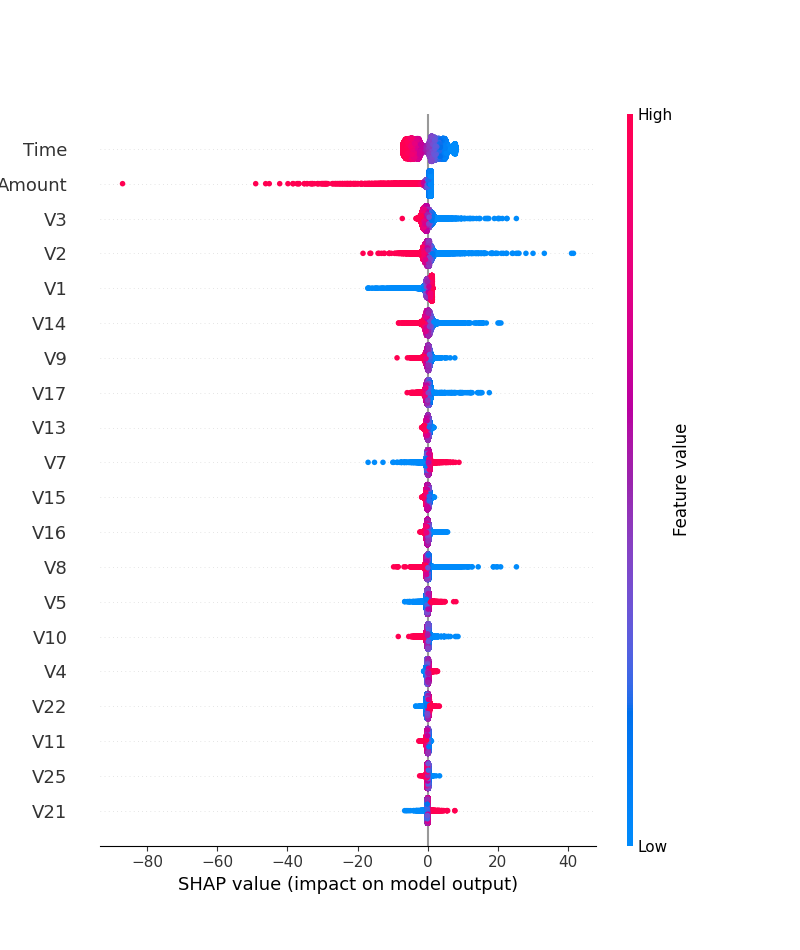 High
Time
Amount
V3
V2
V1
V14
V9
V17
V13
V7
V15
V16
V8
V5
V10
V4
V22
V11
V25
V21
Feature value
Low
−80 −60 −40 −20 0 20 40
SHAP value (impact on model output)